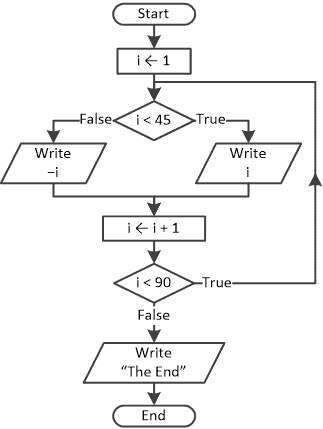 Start
i ← 1
i < 45
False
True
Write
–i
Write
i
i ← i + 1
i < 90
True
False
Write
“The End”
End